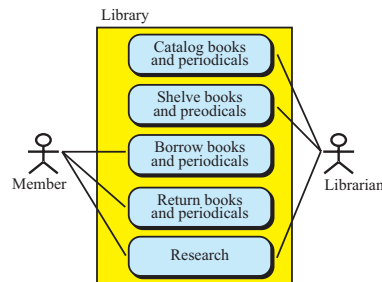 Library
Catalog books
and periodicals
Shelve books
and preodicals
Borrow books
and periodicals
Member
Librarian
Return books
and periodicals
Research